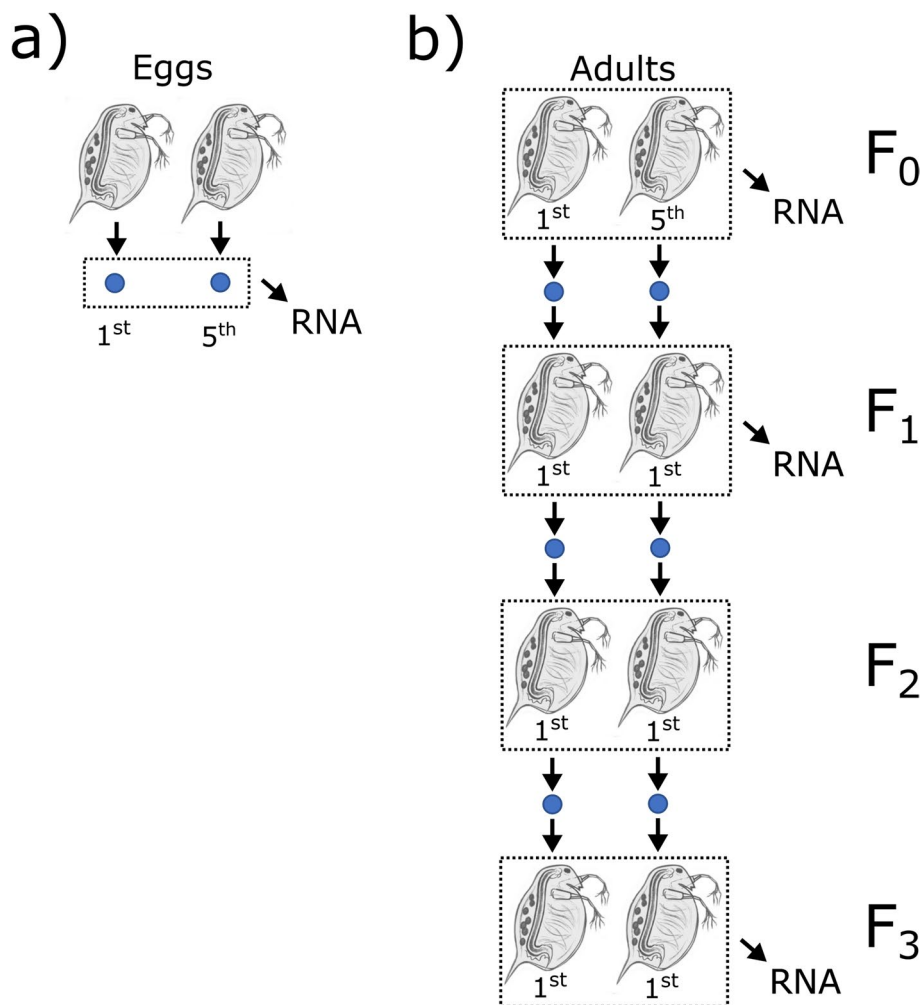 a)
Eggs
1st 5th
RNA
b)
Adults
1st 5th
RNA
F0
1st 1st
RNA
F1
1st 1st
F2
1st 1st
RNA
F3